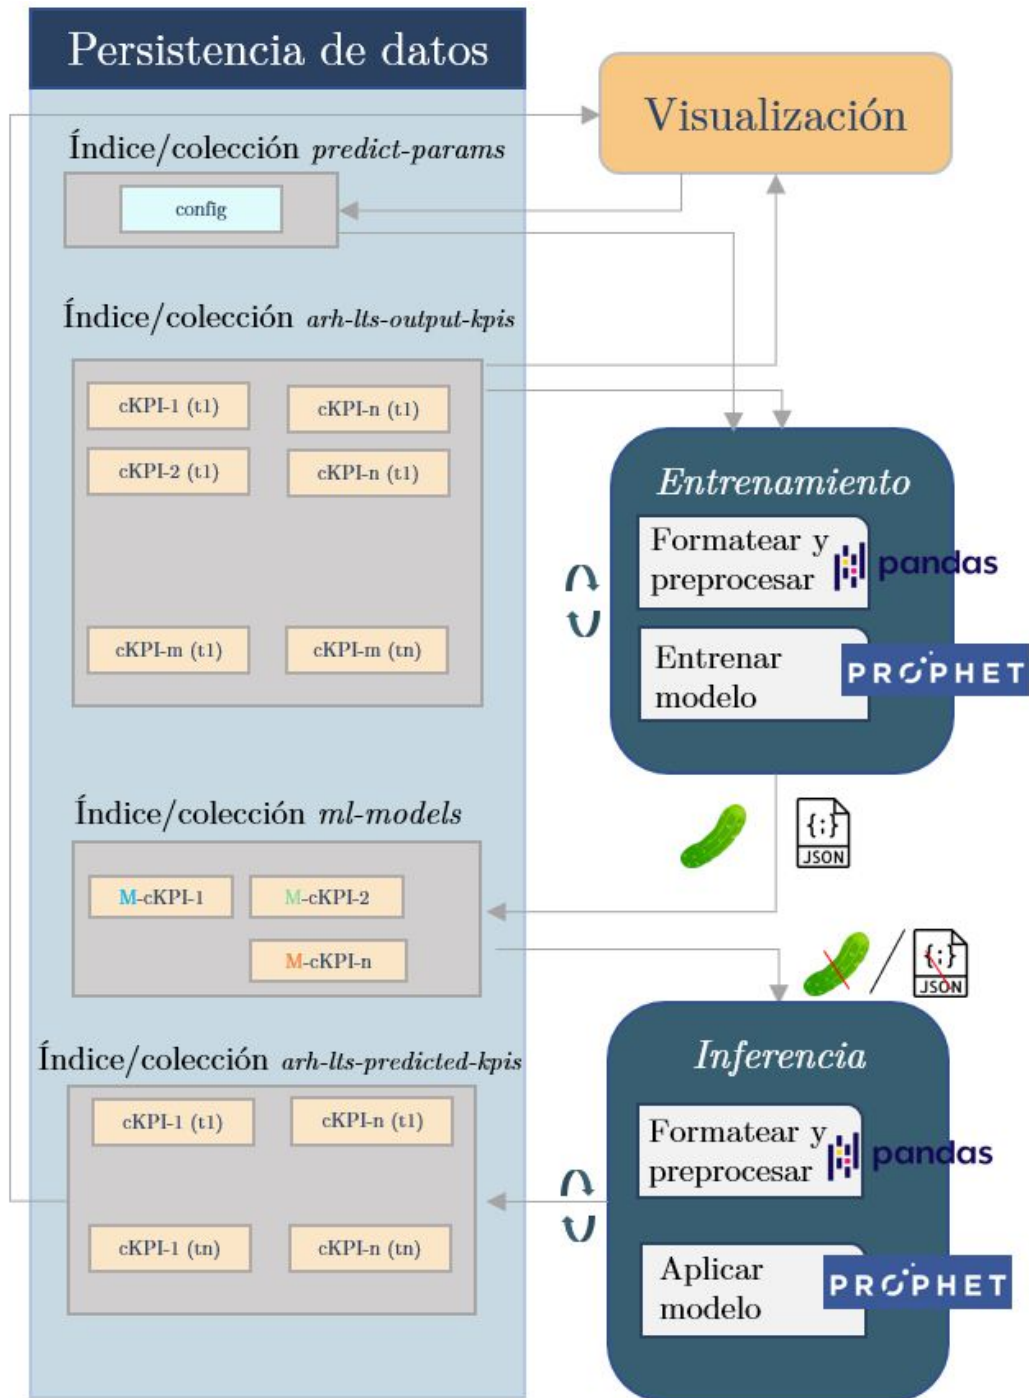 Persistencia de datos
Visualización
Índice/colección predict-params
config
Índice/colección arh-lts-output-kpis
cKPI-1 (t1)
cKPI-n (t1)
cKPI-2 (t1)
cKPI-n (t1)
cKPI-m (t1)
cKPI-m (tn)
Entrenamiento
Formatear y
preprocesar
pandas
Entrenar
modelo
PROPHET
Índice/colección ml-models
M-cKPI-1
M-cKPI-2
M-cKPI-n
{;}
JSON
{;}
JSON
Índice/colección arh-lts-predicted-kpis
cKPI-1 (t1)
cKPI-n (t1)
cKPI-1 (tn)
cKPI-n (tn)
Inferencia
Formatear y
preprocesar
pandas
Aplicar
modelo
PROPHET